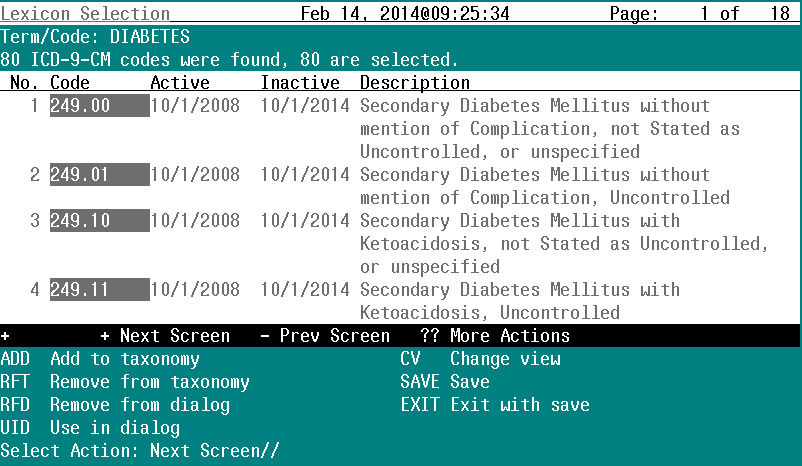 Lexicon Selection Feb 14, 2014@09:25:34 Page: 1 of 18
Term/Code: DIABETES
80 ICD-9-CM codes were found, 80 are selected.
No. Code Active Inactive Description
1 249.00 10/1/2008 10/1/2014 Secondary Diabetes Mellitus without
mention of Complication, not Stated as
Uncontrolled, or unspecified
2 249.01 10/1/2008 10/1/2014 Secondary Diabetes Mellitus without
mention of Complication, Uncontrolled
3 249.10 10/1/2008 10/1/2014 Secondary Diabetes Mellitus with
Ketoacidosis, not Stated as Uncontrolled,
or unspecified
4 249.11 10/1/2008 10/1/2014 Secondary Diabetes Mellitus with
Ketoacidosis, Uncontrolled
+ + Next Screen - Prev Screen ?? More Actions
ADD Add to taxonomy CV Change view
RFT Remove from taxonomy SAVE Save
RFD Remove from dialog EXIT Exit with save
UID Use in dialog
Select Action: Next Screen//